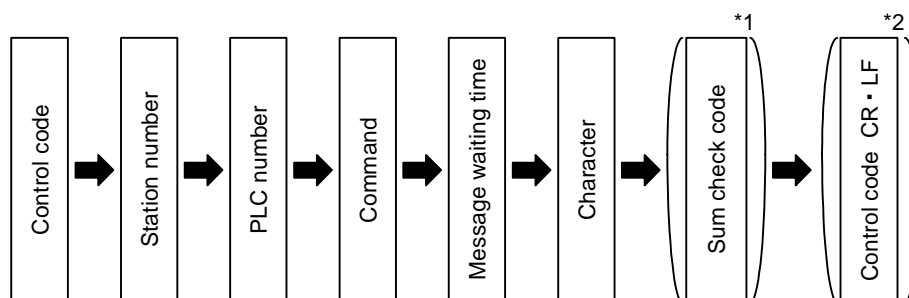 Control code
Station number
PLC number
Command
Message waiting time
Character
Sum check code
*1
Control code CR・LF
*2